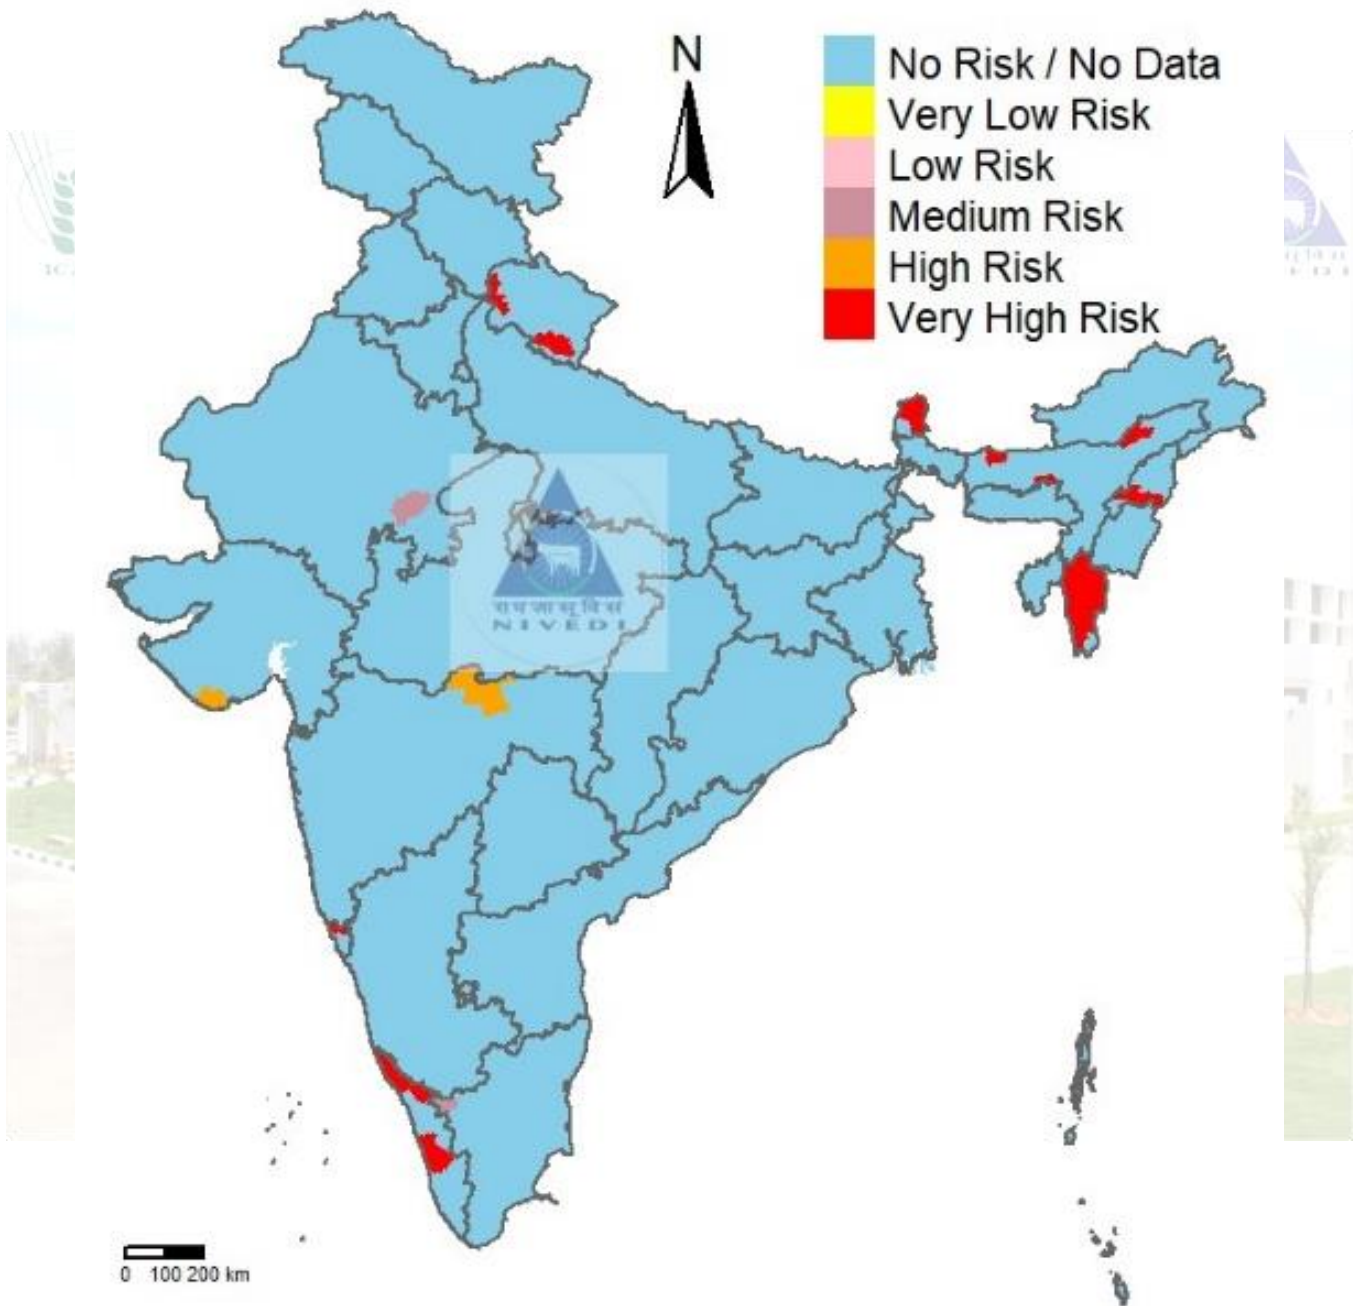 N
No Risk / No Data
Very Low Risk
Low Risk
Medium Risk
High Risk
Very High Risk
NIVEDI
0 100 200 km